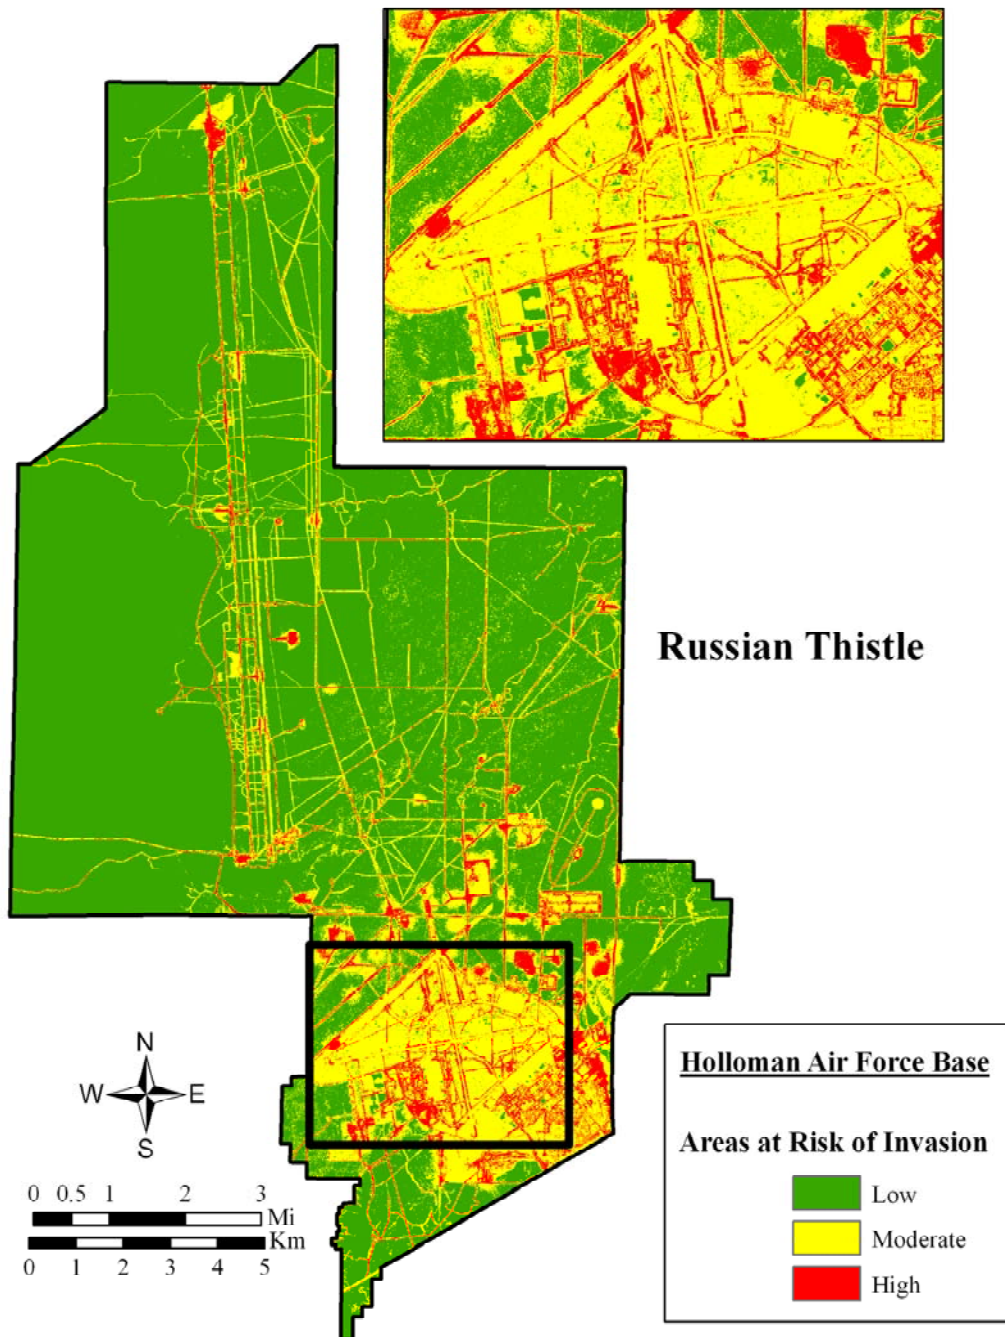 Russian Thistle
N
W E
S
0 0.5 1 2 3
Mi
Km
0 1 2 3 4 5
Holloman Air Force Base
Areas at Risk of Invasion
Low
Moderate
High